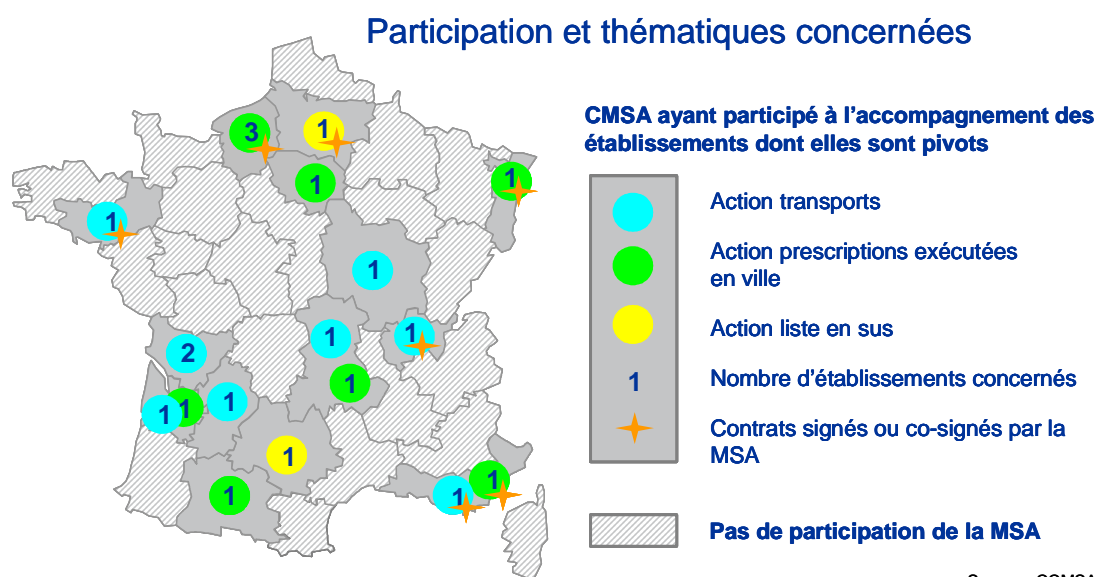 Participation et thématiques concernées
CMSA ayant participé à l'accompagnement des
établissements dont elles sont pivots
3
1
1
1
1
1
1
1
2
1
1
1
1
1
1
1
1
Action transports
Action prescriptions exécutées
en ville
Action liste en sus
1
Nombre d'établissements concernés
Contrats signés ou co-signés par la
MSA
Pas de participation de la MSA